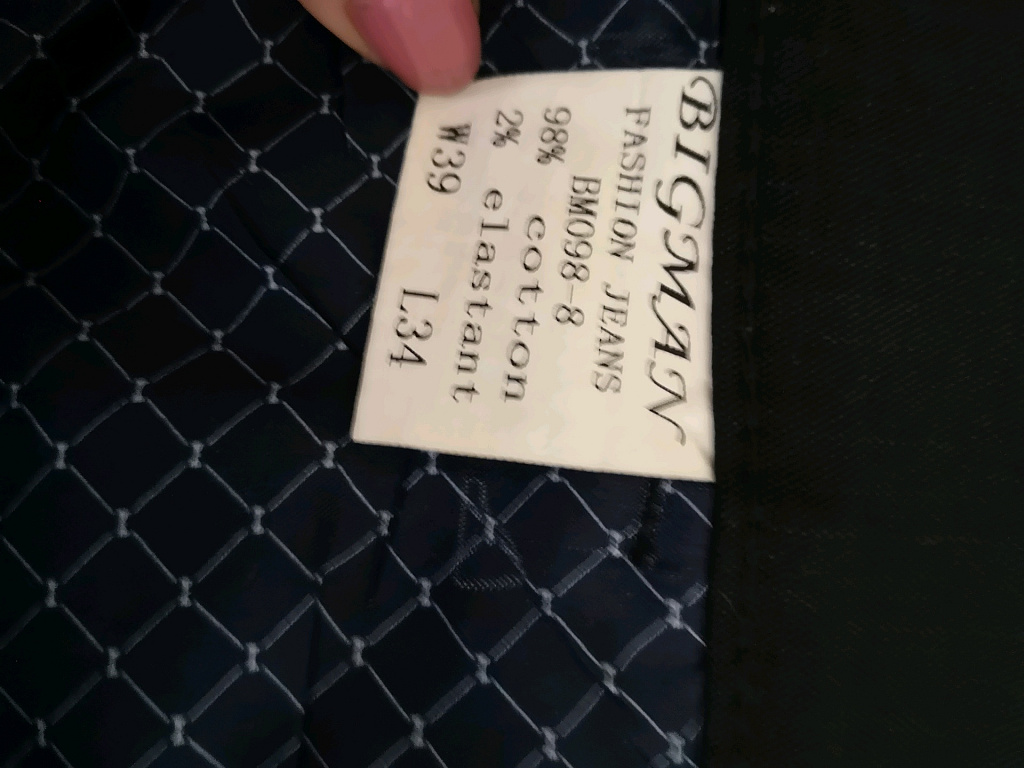 BIGMAN
FASHION JEANS
BM098-8
98% cotton
2% elastant
W39 L34